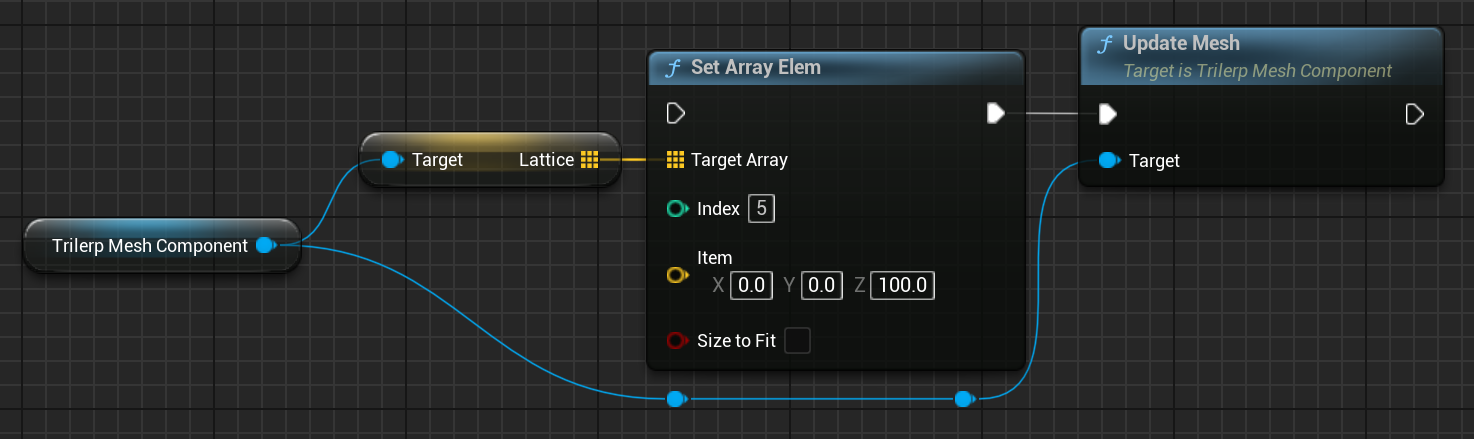 Trilerp Mesh Component
Target Lattice
f Set Array Elem
Target Array
Index 5
Item
X 0.0 Y 0.0 Z 100.0
Size to Fit
f Update Mesh
Target is Trilerp Mesh Component
Target